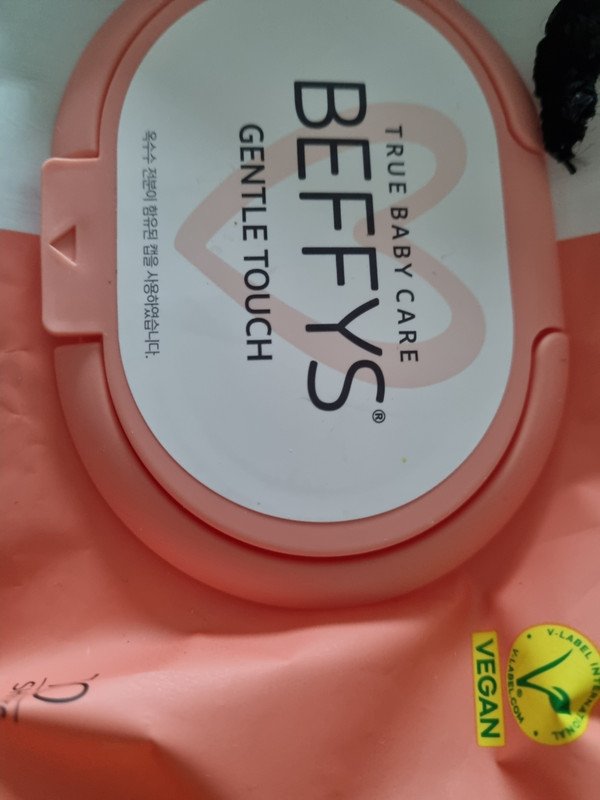 TRUE BABY CARE
BEFFYS®
GENTLE TOUCH
옥수수 전분이 함유된 캡을 사용하였습니다.
V-LABEL INTERNATIONAL
V-LABEL.COM
®
VEGAN